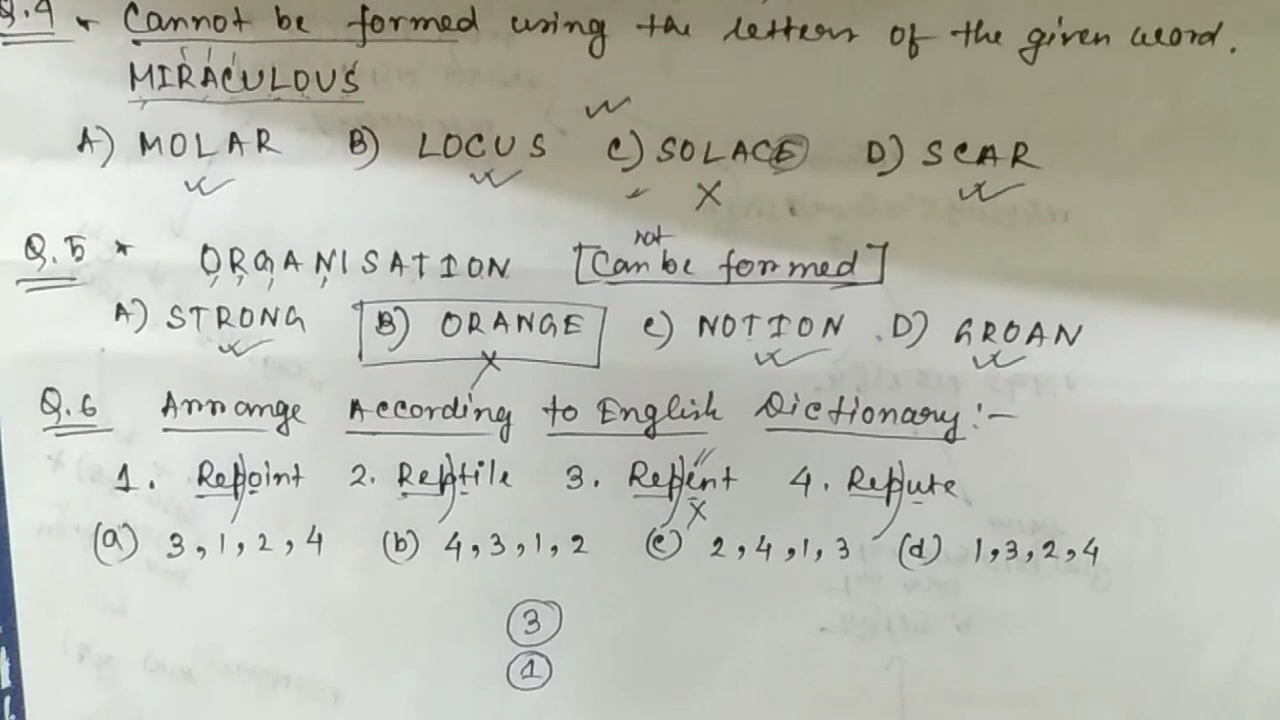 Q.4 * Cannot be formed using the letters of the given word.
MIRACULOUS
A) MOLAR B) LOCUS C) SOLACE D) SCAR
Q.5 * ORGANISATION [Can not be formed]
A) STRONG B) ORANGE C) NOTION D) GROAN
Q.6 Arrange According to English Dictionary:-
1. Repoint 2. Reptile 3. Repent 4. Repute
(a) 3,1,2,4 (b) 4,3,1,2 (c) 2,4,1,3 (d) 1,3,2,4
3
1